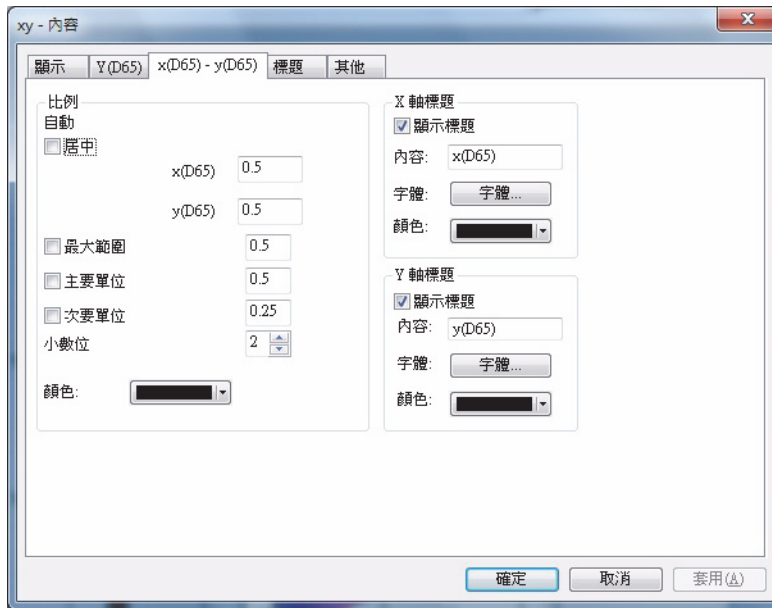 xy - 內容
顯示
Y(D65)
x(D65) - y(D65)
標題
其他
比例
自動
居中
x(D65) 0.5
y(D65) 0.5
最大範圍 0.5
主要單位 0.5
次要單位 0.25
小數位 2
顏色:
X 軸標題
顯示標題
內容: x(D65)
字體: 字體...
顏色:
Y 軸標題
顯示標題
內容: y(D65)
字體: 字體...
顏色:
確定
取消
套用(A)